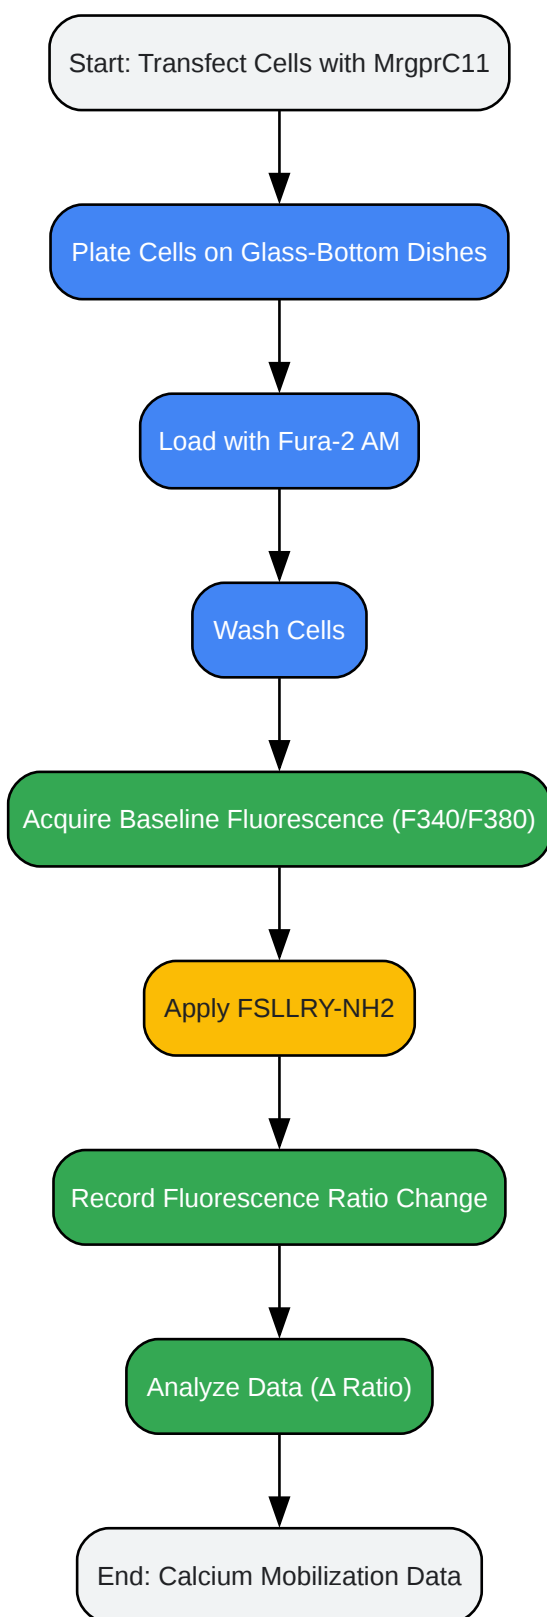 Start: Transfect Cells with MrgprC11
Plate Cells on Glass-Bottom Dishes
Load with Fura-2 AM
Wash Cells
Acquire Baseline Fluorescence (F340/F380)
Apply FSLLRY-NH2
Record Fluorescence Ratio Change
Analyze Data (Δ Ratio)
End: Calcium Mobilization Data